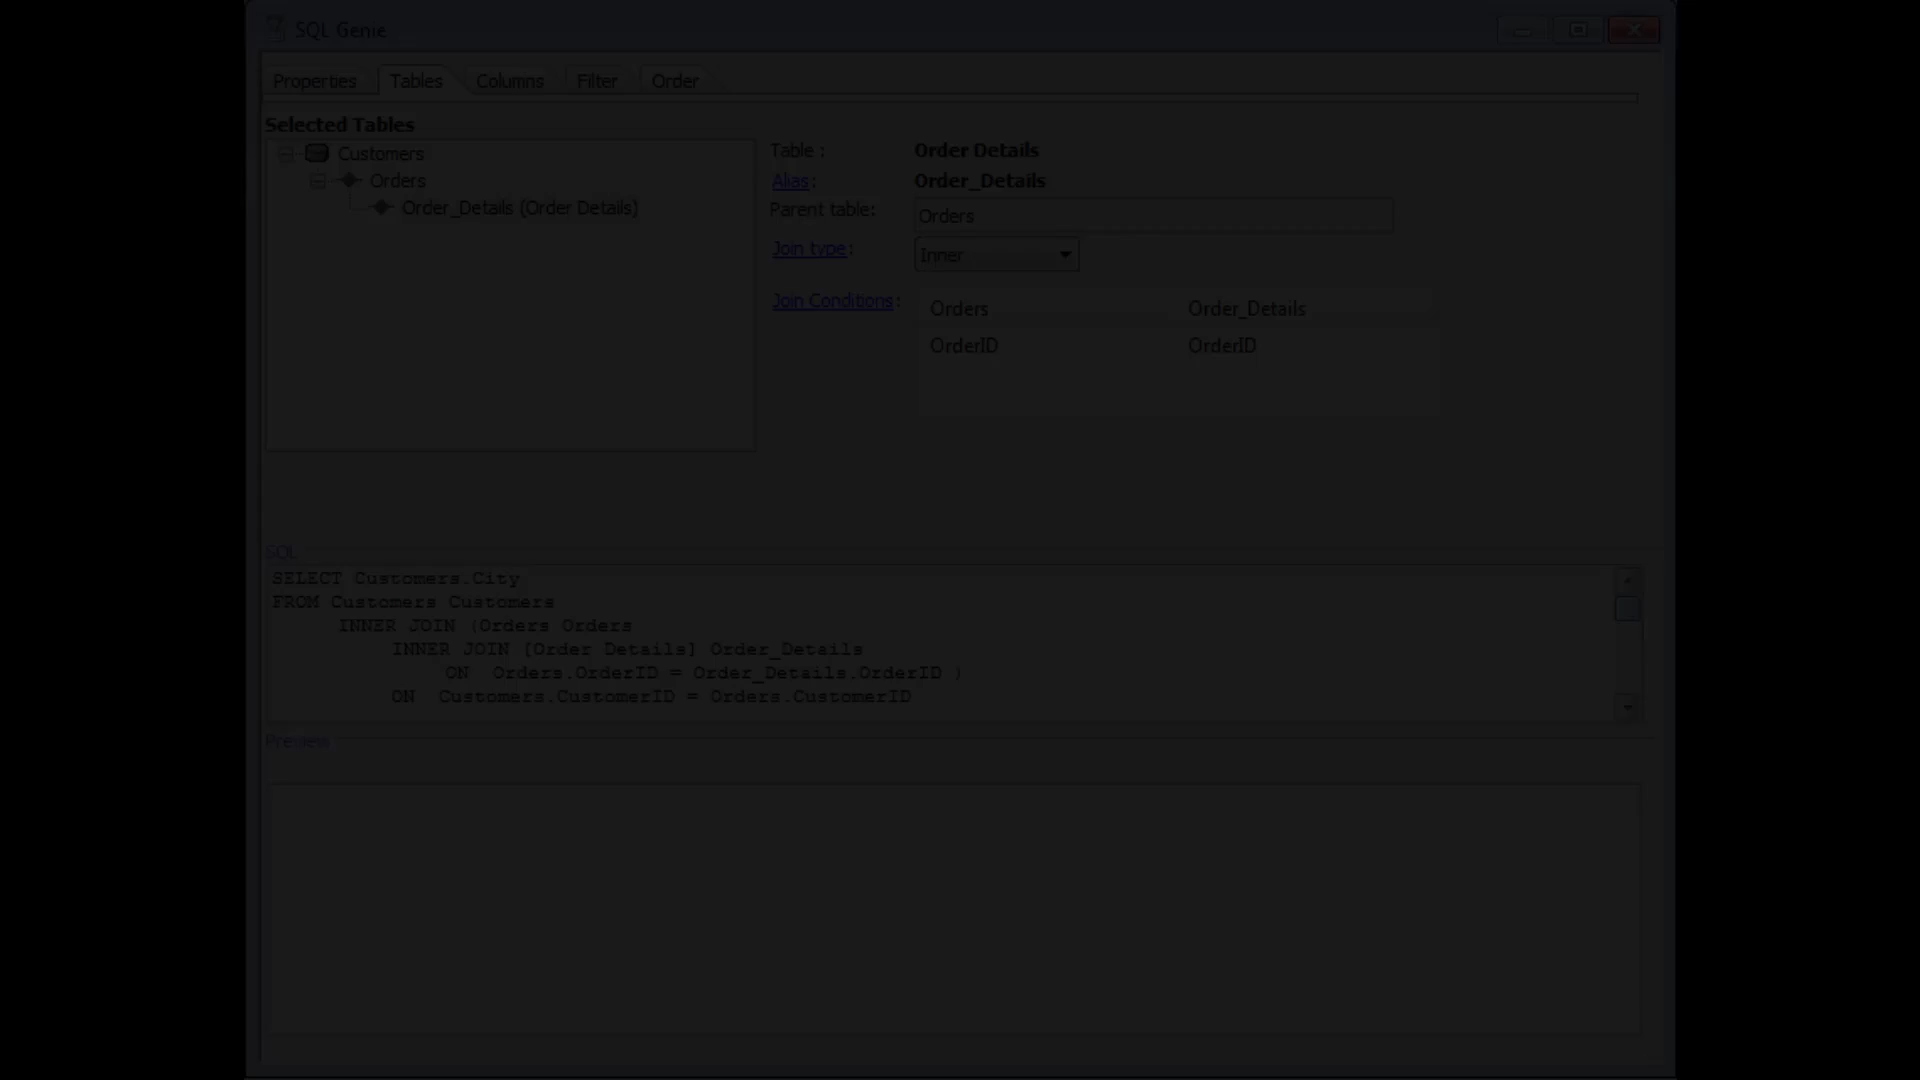 SQL Genie
Properties Tables Columns Filter Order
Selected Tables
Customers
Orders
Order_Details (Order Details)
Table : Order Details
Alias: Order_Details
Parent table: Orders
Join type: Inner
Join Conditions: Orders Order_Details
OrderID OrderID
SQL
SELECT Customers.City
FROM Customers Customers
INNER JOIN (Orders Orders
INNER JOIN [Order Details] Order_Details
ON Orders.OrderID = Order_Details.OrderID )
ON Customers.CustomerID = Orders.CustomerID
Preview